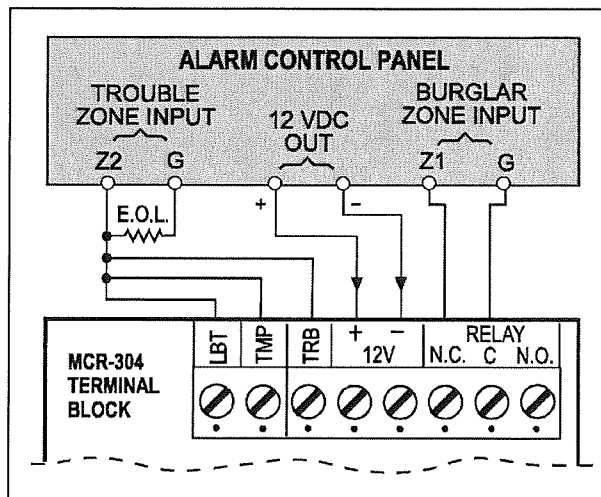 ALARM CONTROL PANEL
TROUBLE
ZONE INPUT
12 VDC
OUT
BURGLAR
ZONE INPUT
Z2
G
Z1
G
E.O.L.
+
–
MCR-304
TERMINAL
BLOCK
LBT
TMP
TRB
+
–
12V
RELAY
N.C.
C
N.O.